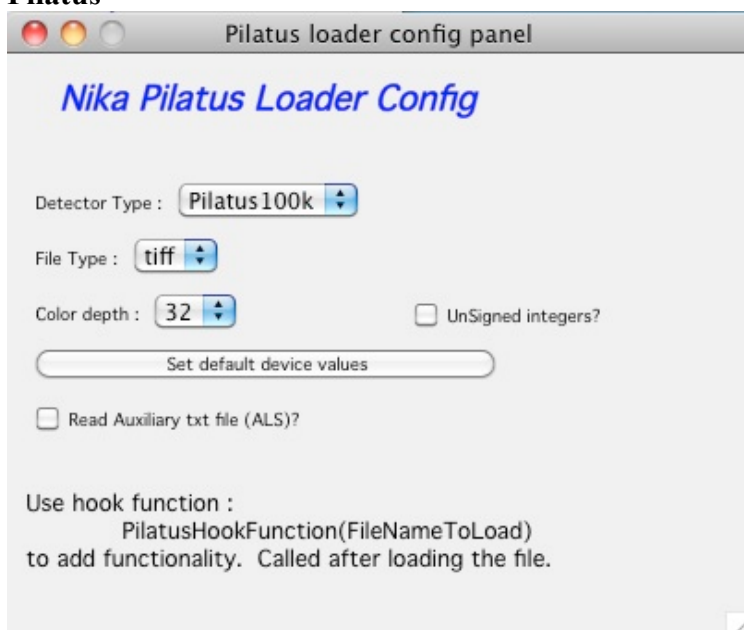 Pilatus
Pilatus loader config panel
Nika Pilatus Loader Config
Detector Type : Pilatus100k
File Type : tiff
Color depth : 32
UnSigned integers?
Set default device values
Read Auxiliary txt file (ALS)?
Use hook function :
PilatusHookFunction(FileNameToLoad)
to add functionality. Called after loading the file.